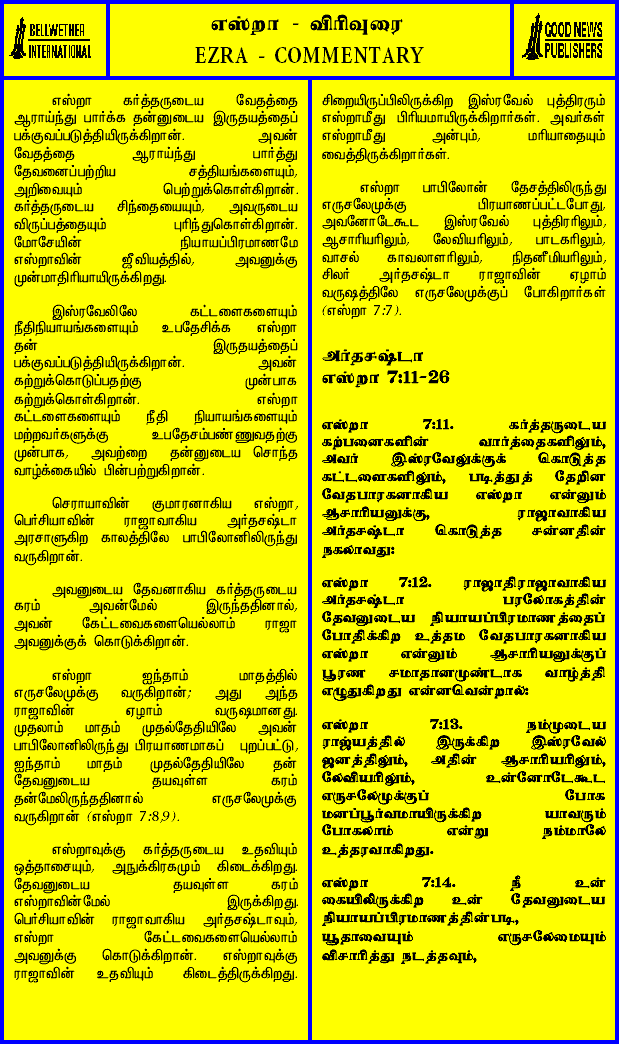 BELLWETHER
INTERNATIONAL
எஸ்றா - விரிவுரை
EZRA - COMMENTARY
GOOD NEWS
PUBLISHERS
எஸ்றா கர்த்தருடைய வேதத்தை
ஆராய்ந்து பார்க்க தன்னுடைய இருதயத்தைப்
பக்குவப்படுத்தியிருக்கிறான். அவன்
வேதத்தை ஆராய்ந்து பார்த்து
தேவனைப்பற்றிய சத்தியங்களையும்,
அறிவையும் பெற்றுக்கொள்கிறான்.
கர்த்தருடைய சிந்தையையும், அவருடைய
விருப்பத்தையும் புரிந்துகொள்கிறான்.
மோசேயின் நியாயப்பிரமாணமே
எஸ்றாவின் ஜீவியத்தில், அவனுக்கு
முன்மாதிரியாயிருக்கிறது.
இஸ்ரவேலிலே கட்டளைகளையும்
நீதிநியாயங்களையும் உபதேசிக்க எஸ்றா
தன் இருதயத்தைப்
பக்குவப்படுத்தியிருக்கிறான். அவன்
கற்றுக்கொடுப்பதற்கு முன்பாக
கற்றுக்கொள்கிறான். எஸ்றா
கட்டளைகளையும் நீதி நியாயங்களையும்
மற்றவர்களுக்கு உபதேசம்பண்ணுவதற்கு
முன்பாக, அவற்றை தன்னுடைய சொந்த
வாழ்க்கையில் பின்பற்றுகிறான்.
செராயாவின் குமாரனாகிய எஸ்றா,
பெர்சியாவின் ராஜாவாகிய அர்தசஷ்டா
அரசாளுகிற காலத்திலே பாபிலோனிலிருந்து
வருகிறான்.
அவனுடைய தேவனாகிய கர்த்தருடைய
கரம் அவன்மேல் இருந்ததினால்,
அவன் கேட்டவைகளையெல்லாம் ராஜா
அவனுக்குக் கொடுக்கிறான்.
எஸ்றா ஐந்தாம் மாதத்தில்
எருசலேமுக்கு வருகிறான்; அது அந்த
ராஜாவின் ஏழாம் வருஷமானது.
முதலாம் மாதம் முதல்தேதியிலே அவன்
பாபிலோனிலிருந்து பிரயாணமாகப் புறப்பட்டு,
ஐந்தாம் மாதம் முதல்தேதியிலே தன்
தேவனுடைய தயவுள்ள கரம்
தன்மேலிருந்ததினால் எருசலேமுக்கு
வருகிறான் (எஸ்றா 7:8,9).
எஸ்றாவுக்கு கர்த்தருடைய உதவியும்
ஒத்தாசையும், அநுக்கிரகமும் கிடைக்கிறது.
தேவனுடைய தயவுள்ள கரம்
எஸ்றாவின்மேல் இருக்கிறது.
பெர்சியாவின் ராஜாவாகிய அர்தசஷ்டாவும்,
எஸ்றா கேட்டவைகளையெல்லாம்
அவனுக்கு கொடுக்கிறான். எஸ்றாவுக்கு
ராஜாவின் உதவியும் கிடைத்திருக்கிறது.
சிறையிருப்பிலிருக்கிற இஸ்ரவேல் புத்திரரும்
எஸ்றாமீது பிரியமாயிருக்கிறார்கள். அவர்கள்
எஸ்றாமீது அன்பும், மரியாதையும்
வைத்திருக்கிறார்கள்.
எஸ்றா பாபிலோன் தேசத்திலிருந்து
எருசலேமுக்கு பிரயாணப்பட்டபோது,
அவனோடேகூட இஸ்ரவேல் புத்திரரிலும்,
ஆசாரியரிலும், லேவியரிலும், பாடகரிலும்,
வாசல் காவலாளரிலும், நிதனீமியரிலும்,
சிலர் அர்தசஷ்டா ராஜாவின் ஏழாம்
வருஷத்திலே எருசலேமுக்குப் போகிறார்கள்
(எஸ்றா 7:7).
அர்தசஷ்டா
எஸ்றா 7:11-26
எஸ்றா 7:11. கர்த்தருடைய
கற்பனைகளின் வார்த்தைகளிலும்,
அவர் இஸ்ரவேலுக்குக் கொடுத்த
கட்டளைகளிலும், படித்துத் தேறின
வேதபாரகனாகிய எஸ்றா என்னும்
ஆசாரியனுக்கு, ராஜாவாகிய
அர்தசஷ்டா கொடுத்த சன்னதின்
நகலாவது:
எஸ்றா 7:12. ராஜாதிராஜாவாகிய
அர்தசஷ்டா பரலோகத்தின்
தேவனுடைய நியாயப்பிரமாணத்தைப்
போதிக்கிற உத்தம வேதபாரகனாகிய
எஸ்றா என்னும் ஆசாரியனுக்குப்
பூரண சமாதானமுண்டாக வாழ்த்தி
எழுதுகிறது என்னவென்றால்:
எஸ்றா 7:13. நம்முடைய
ராஜ்யத்தில் இருக்கிற இஸ்ரவேல்
ஜனத்திலும், அதின் ஆசாரியரிலும்,
லேவியரிலும், உன்னோடேகூட
எருசலேமுக்குப் போக
மனப்பூர்வமாயிருக்கிற யாவரும்
போகலாம் என்று நம்மாலே
உத்தரவாகிறது.
எஸ்றா 7:14. நீ உன்
கையிலிருக்கிற உன் தேவனுடைய
நியாயப்பிரமாணத்தின்படி,
யூதாவையும் எருசலேமையும்
விசாரித்து நடத்தவும்,